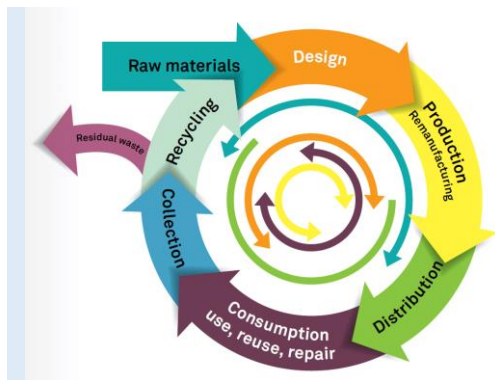 Raw materials
Design
Production
Remanufacturing
Distribution
Consumption
use, reuse, repair
Collection
Recycling
Residual waste